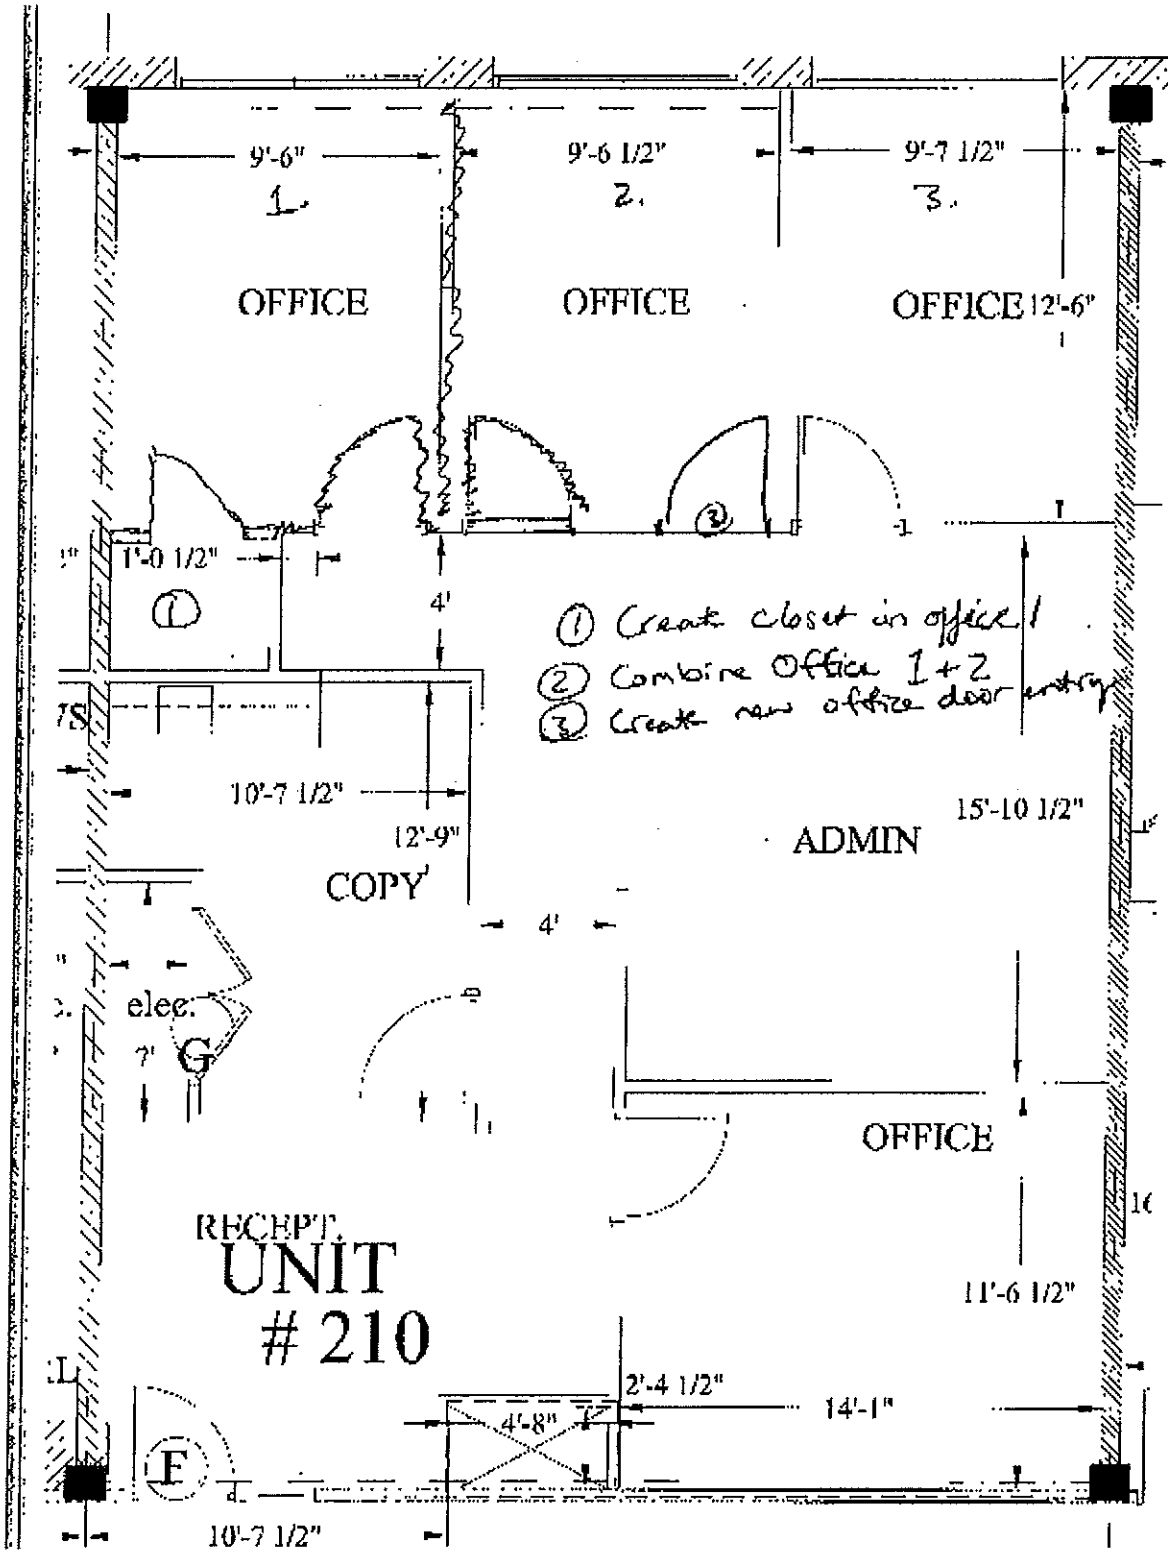 9'-6" 9'-6 1/2" 9'-7 1/2"
1. 2. 3.
OFFICE OFFICE OFFICE 12'-6"
3
1'-0 1/2"
1
4'
① Create closet in office 1
② Combine Office 1 + 2
③ Create new office door entry
10'-7 1/2"
15'-10 1/2"
12'-9"
ADMIN
COPY
4'
elec.
7' G
OFFICE
RECEPT.
UNIT
# 210
11'-6 1/2"
2'-4 1/2"
4'-8"
14'-1"
F
10'-7 1/2"